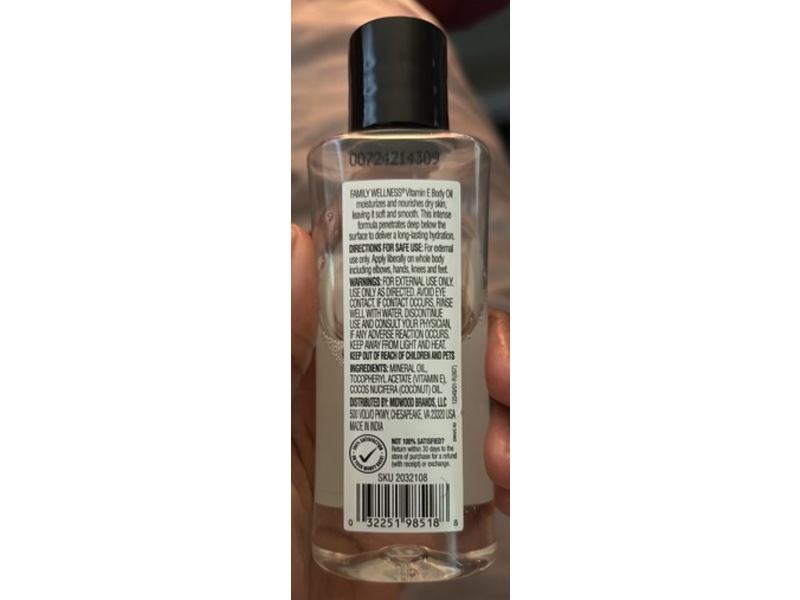 00724214309
FAMILY WELLNESS® Vitamin E Body Oil
moisturizes and nourishes dry skin,
leaving it soft and smooth. This intense
formula penetrates deep below the
surface to deliver a long-lasting hydration.
DIRECTIONS FOR SAFE USE: For external
use only. Apply liberally on whole body
including elbows, hands, knees and feet.
WARNINGS: FOR EXTERNAL USE ONLY.
USE ONLY AS DIRECTED. AVOID EYE
CONTACT, IF CONTACT OCCURS, RINSE
WELL WITH WATER. DISCONTINUE
USE AND CONSULT YOUR PHYSICIAN,
IF ANY ADVERSE REACTION OCCURS.
KEEP AWAY FROM LIGHT AND HEAT.
KEEP OUT OF REACH OF CHILDREN AND PETS
INGREDIENTS: MINERAL OIL,
TOCOPHERYL ACETATE (VITAMIN E),
COCOS NUCIFERA (COCONUT) OIL.
DISTRIBUTED BY: MIDWOOD BRANDS, LLC
500 VOLVO PKWY, CHESAPEAKE, VA 23320 USA
MADE IN INDIA
100% SATISFACTION
OR YOUR MONEY BACK!
NOT 100% SATISFIED?
Return within 30 days to the
store of purchase for a refund
(with receipt) or exchange.
SKU 2032108
0 32251 98518 8